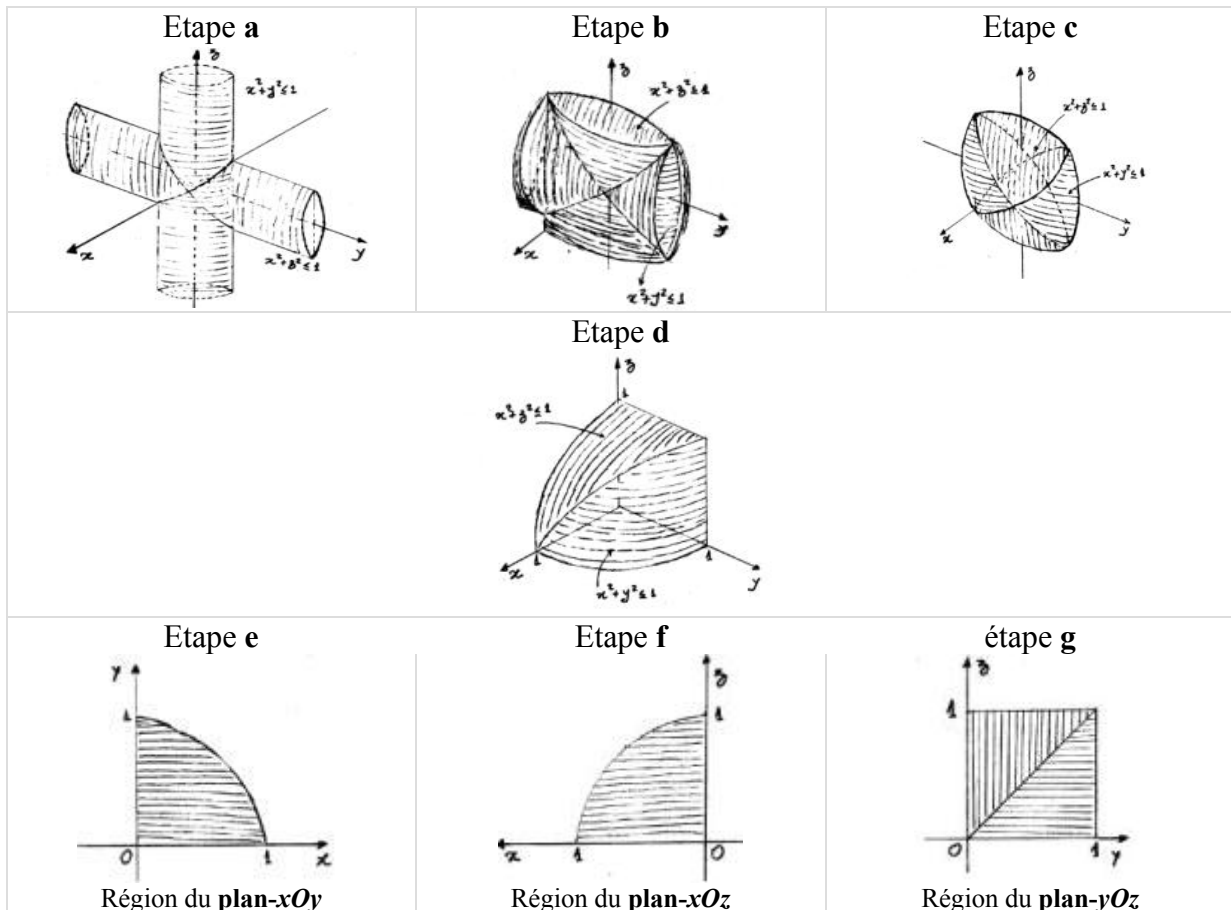 Etape a
z
x²+y²≤1
x
x²+z²≤1
y
Etape b
z
x²+z²≤1
x
y
x²+y²≤1
Etape c
z
x²+z²≤1
x²+y²≤1
x
y
Etape d
z
1
x²+z²≤1
x
1
1
y
x²+y²≤1
Etape e
y
1
0
1
x
Région du plan-xOy
Etape f
z
1
x
1
0
Région du plan-xOz
étape g
z
1
0
1
y
Région du plan-yOz